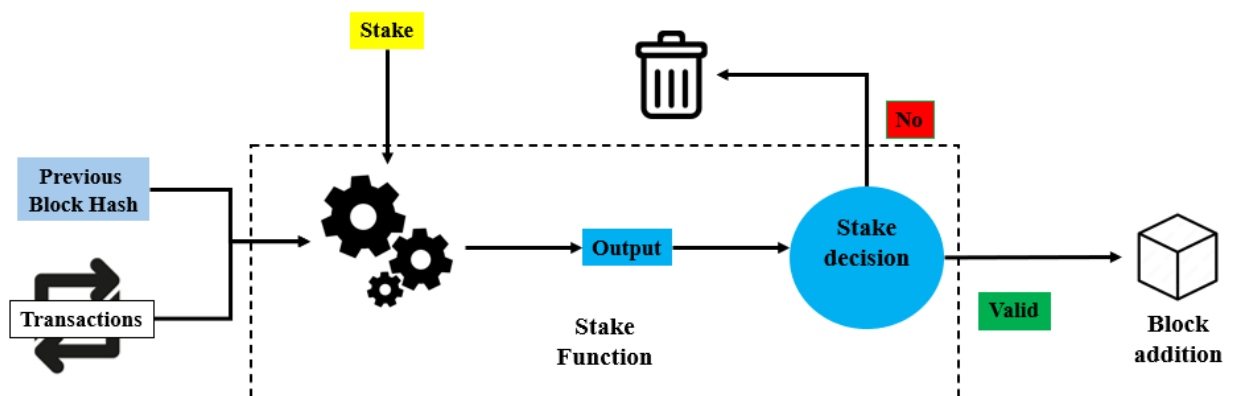 Stake
No
Previous
Block Hash
Stake
decision
Output
Transactions
Valid
Stake
Function
Block
addition